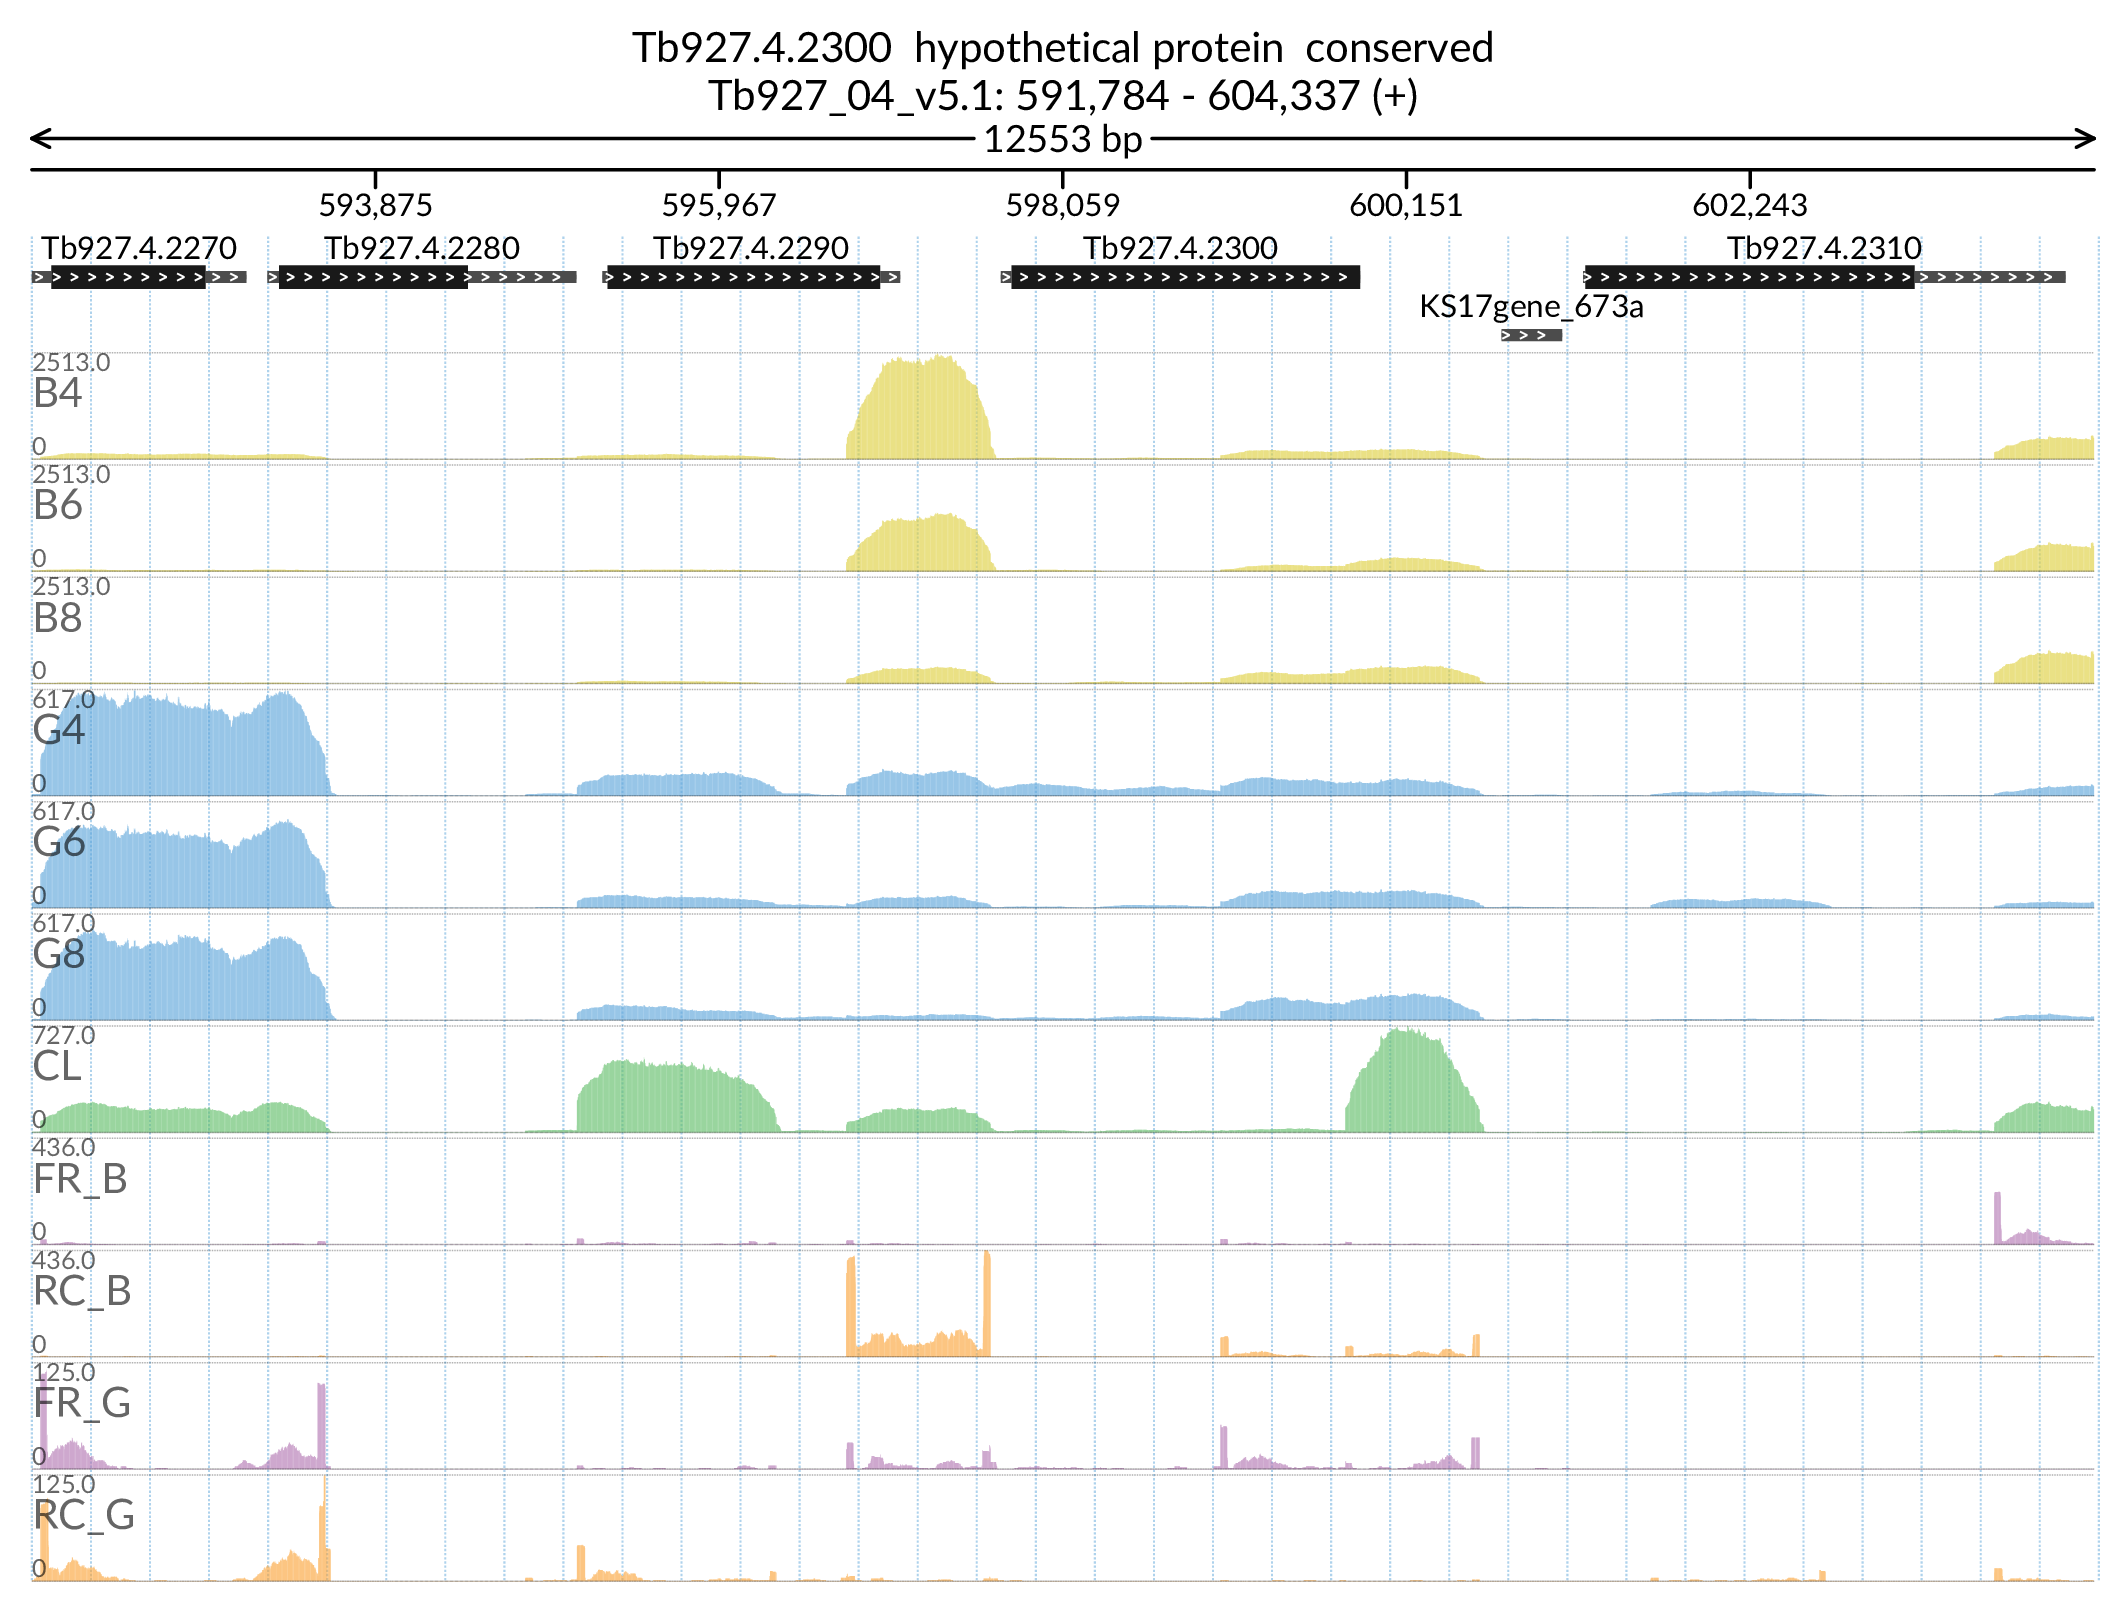 Tb927.4.2300  hypothetical protein  conserved
Tb927_04_v5.1: 591,784 - 604,337 (+)
12553 bp
593,875 595,967 598,059 600,151 602,243
Tb927.4.2270 Tb927.4.2280 Tb927.4.2290 Tb927.4.2300 Tb927.4.2310
KS17gene_673a
2513.0
B4
0
2513.0
B6
0
2513.0
B8
0
617.0
G4
0
617.0
G6
0
617.0
G8
0
727.0
CL
0
436.0
FR_B
0
436.0
RC_B
0
125.0
FR_G
0
125.0
RC_G
0